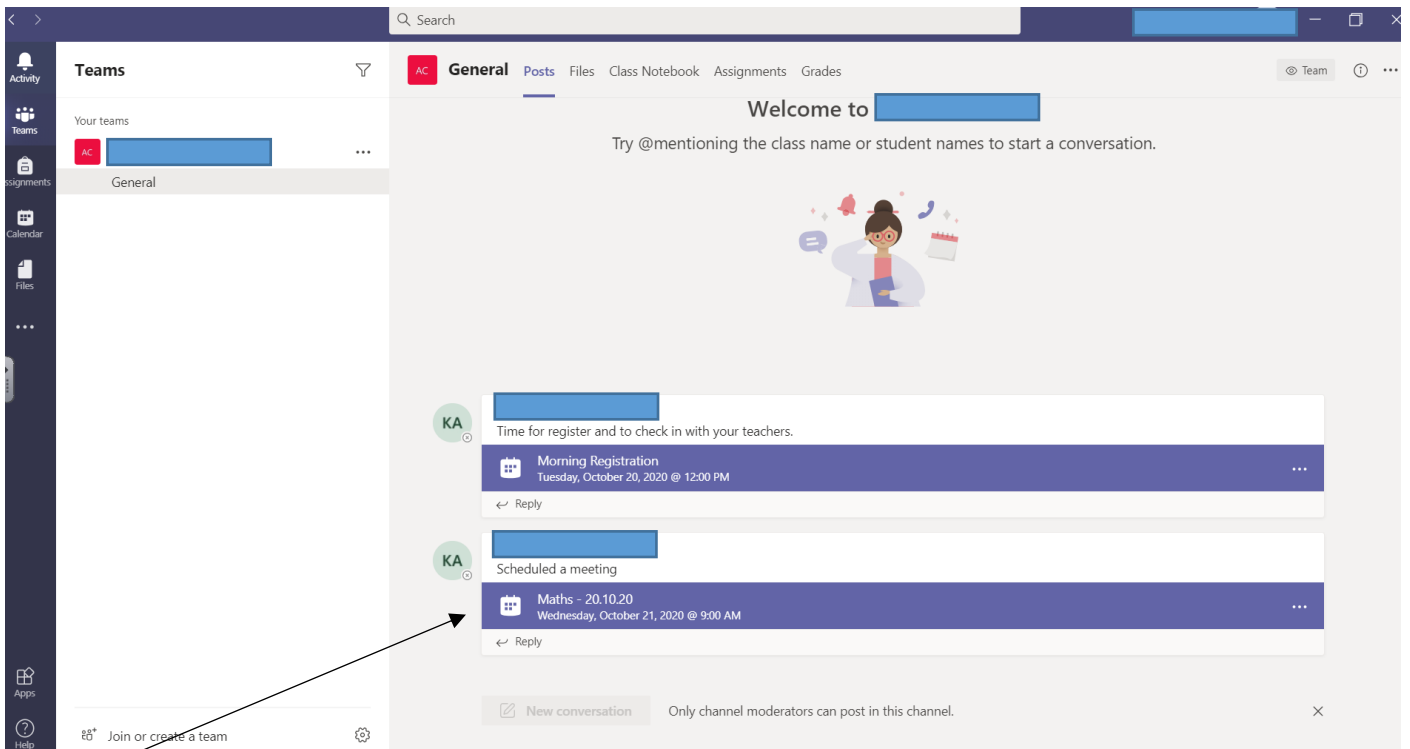 Search
Activity
Teams
ssignments
Calendar
Files
Apps
Help
Teams
Your teams
AC
General
Join or create a team
AC General Posts Files Class Notebook Assignments Grades
Team
Welcome to
Try @mentioning the class name or student names to start a conversation.
KA
Time for register and to check in with your teachers.
Morning Registration
Tuesday, October 20, 2020 @ 12:00 PM
Reply
KA
Scheduled a meeting
Maths - 20.10.20
Wednesday, October 21, 2020 @ 9:00 AM
Reply
New conversation Only channel moderators can post in this channel.